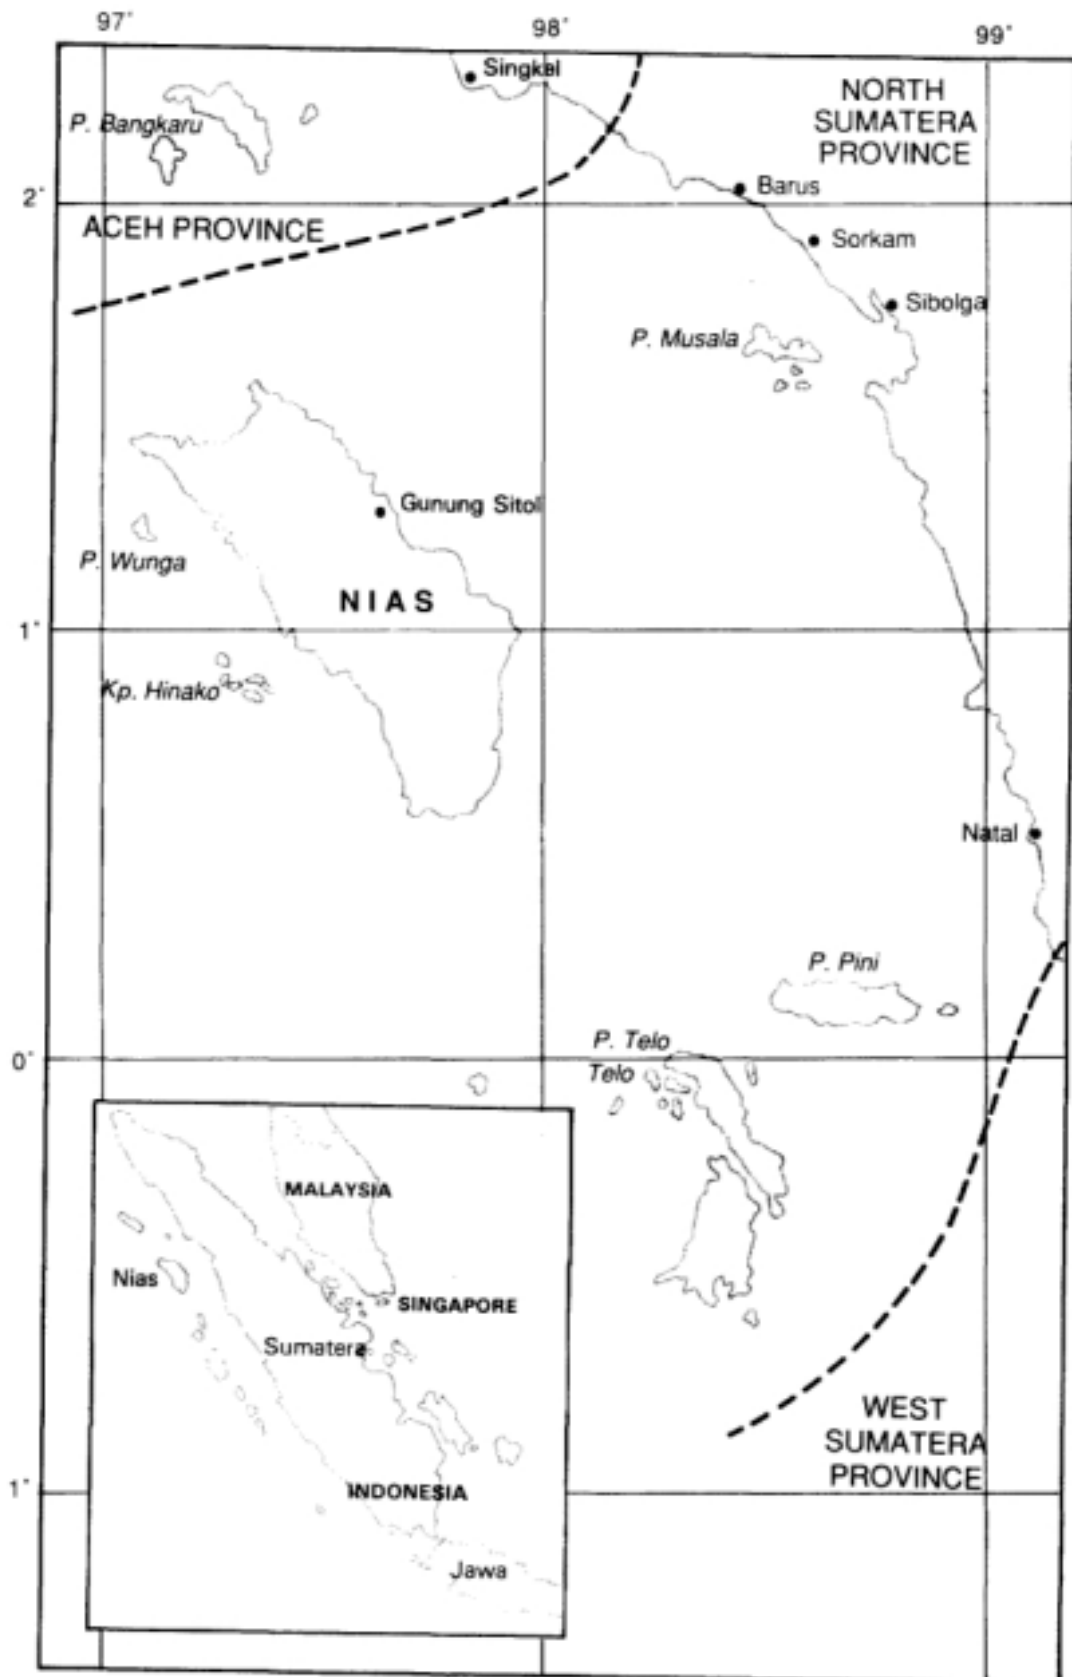 97°
98°
99°
Singkel
NORTH
SUMATERA
PROVINCE
P. Bangkaru
Barus
2°
ACEH PROVINCE
Sorkam
Sibolga
P. Musala
Gunung Sitoli
P. Wunga
NIAS
1°
Kp. Hinako
Natal
P. Pini
P. Telo
0°
Telo
MALAYSIA
Nias
SINGAPORE
Sumatera
WEST
SUMATERA
PROVINCE
1°
INDONESIA
Jawa